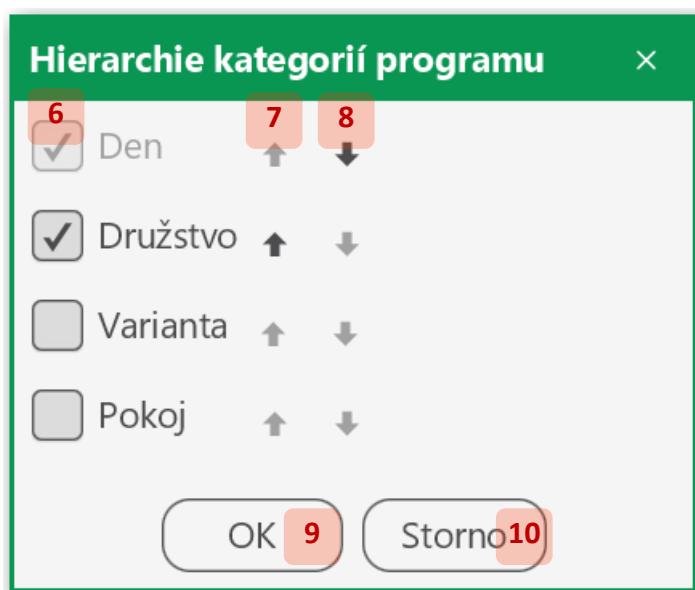 Hierarchie kategorií programu
6 7 8
Den
Družstvo
Varianta
Pokoj
OK 9 Storno 10